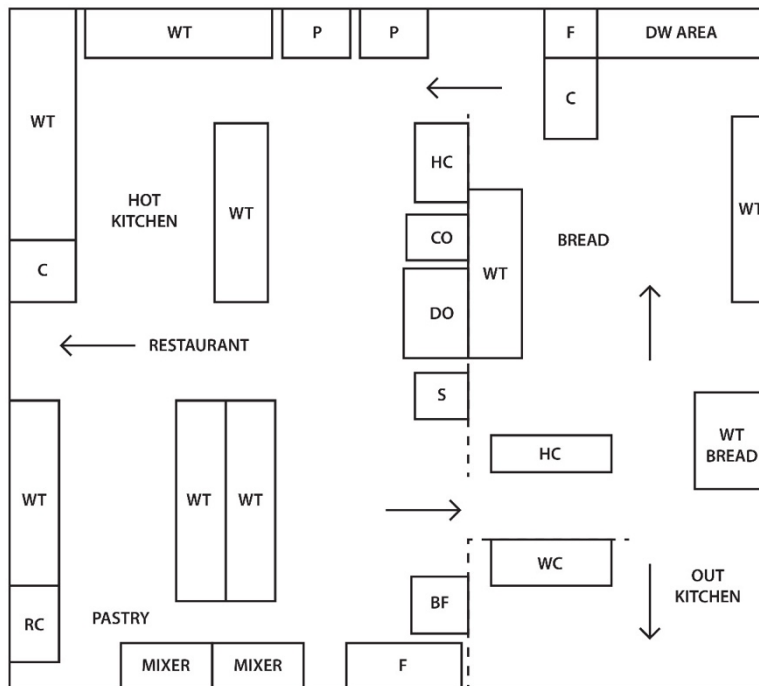 WT
P
P
F
DW AREA
C
WT
HC
HOT
KITCHEN
WT
WT
CO
BREAD
WT
C
DO
RESTAURANT
S
WT
BREAD
HC
WT
WT
WT
WC
OUT
KITCHEN
BF
RC
PASTRY
MIXER
MIXER
F